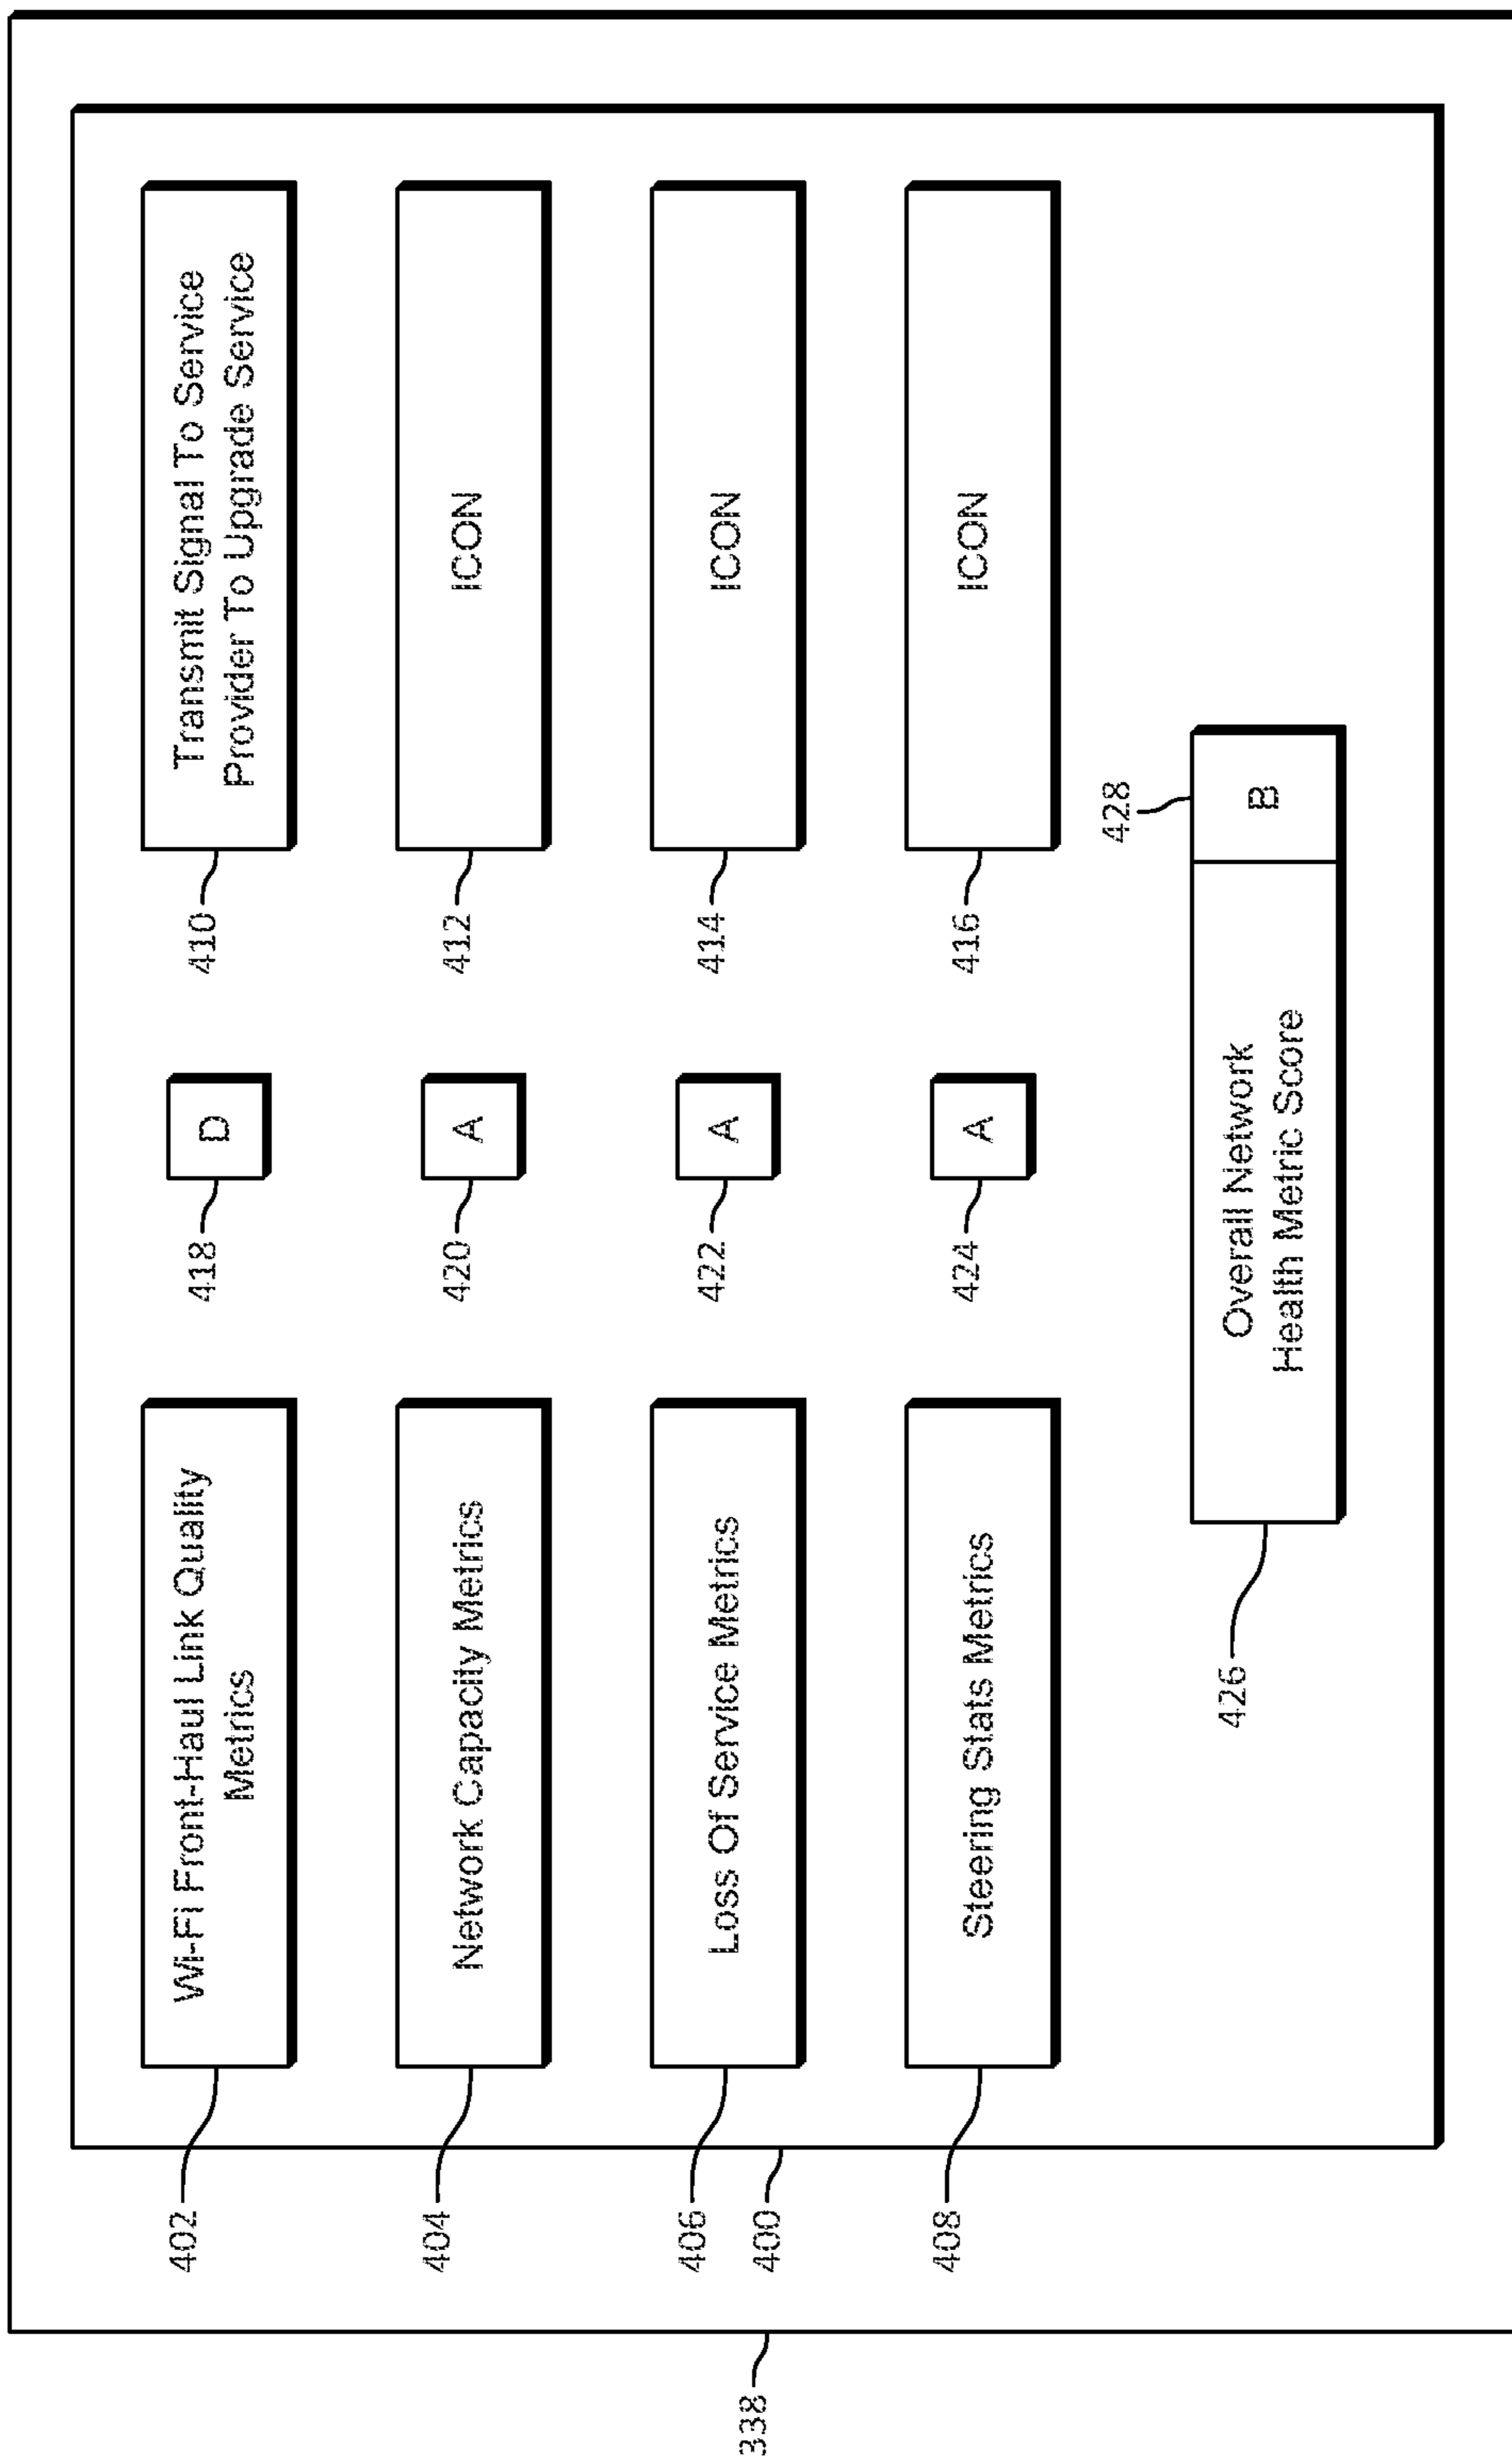 402
Wi-Fi Front-Haul Link Quality
Metrics
418
D
410
Transmit Signal To Service
Provider To Upgrade Service
404
Network Capacity Metrics
420
A
412
ICON
406
Loss Of Service Metrics
422
A
414
ICON
400
338
408
Steering Stats Metrics
424
A
416
ICON
426
Overall Network
Health Metric Score
428
B